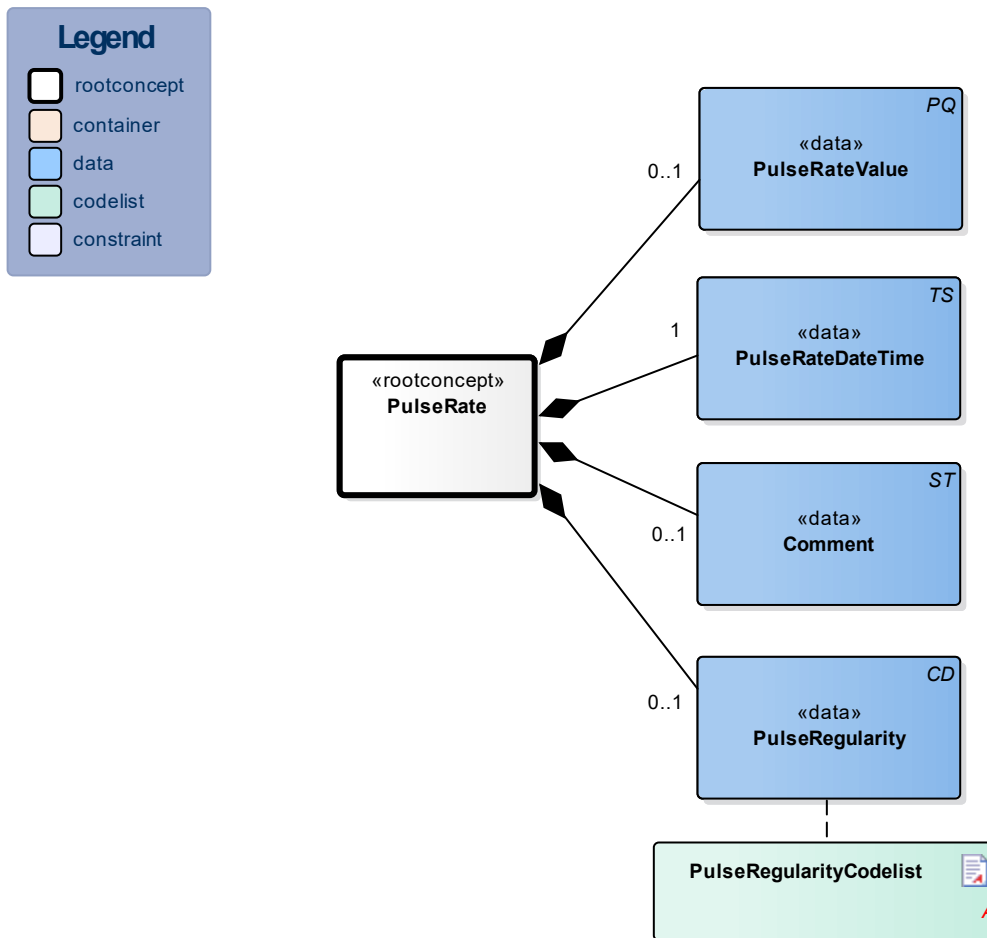 Legend
rootconcept
container
data
codelist
constraint
PQ
«data»
PulseRateValue
0..1
TS
«data»
PulseRateDateTime
1
«rootconcept»
PulseRate
ST
«data»
Comment
0..1
CD
«data»
PulseRegularity
0..1
PulseRegularityCodelist